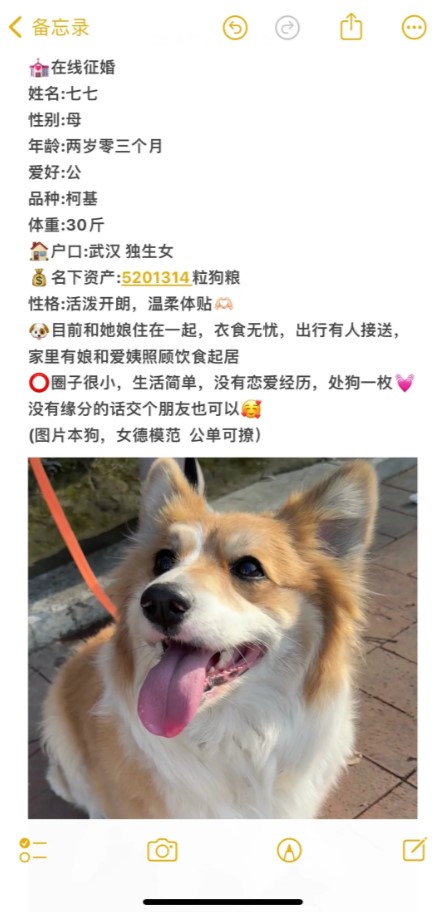 备忘录
💒在线征婚
姓名:七七
性别:母
年龄:两岁零三个月
爱好:公
品种:柯基
体重:30斤
🏠户口:武汉 独生女
💰名下资产:5201314粒狗粮
性格:活泼开朗，温柔体贴🫶🏻
🐶目前和她娘住在一起，衣食无忧，出行有人接送，
家里有娘和爱姨照顾饮食起居
⭕圈子很小，生活简单，没有恋爱经历，处狗一枚💓
没有缘分的话交个朋友也可以🥰
(图片本狗，女德模范 公单可撩）